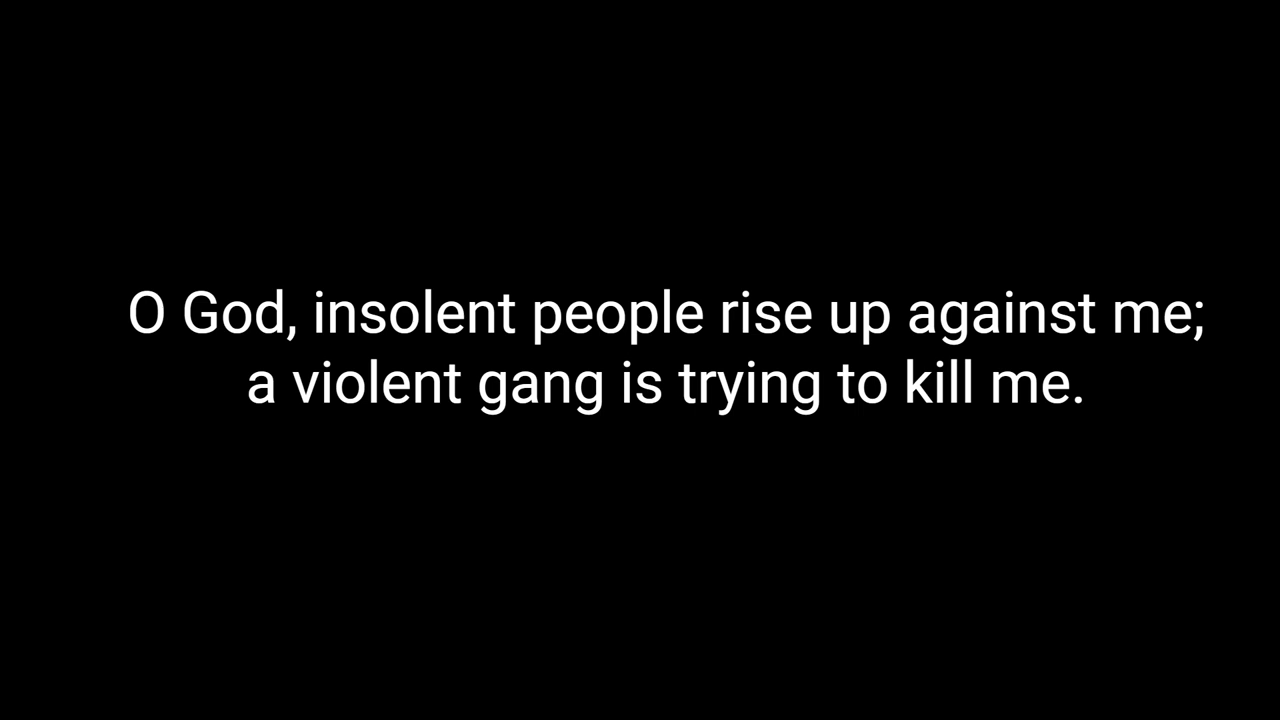 O God, insolent people rise up against me;
a violent gang is trying to kill me.